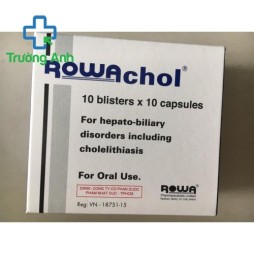 Trường Anh
ROWAchol®
10 blisters x 10 capsules
For hepato-biliary
disorders including
cholelithiasis
For Oral Use.
ROWA®
Reg: VN - 18751-15